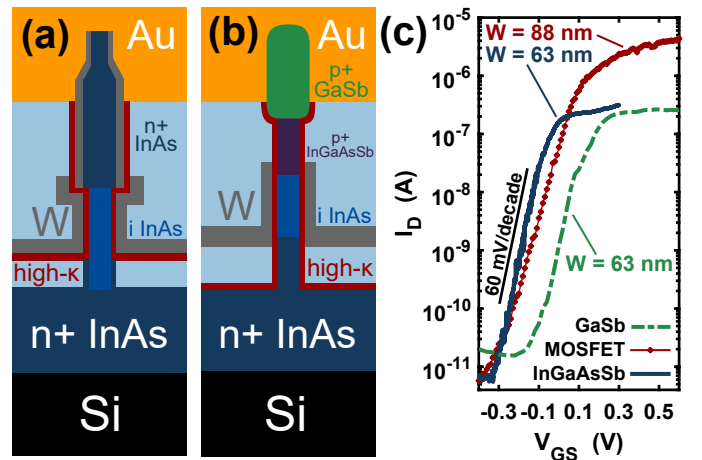 (a)
Au
n+
InAs
W
i InAs
high-κ
n+ InAs
Si
(b)
Au
p+
GaSb
p+
InGaAsSb
W
i InAs
high-κ
n+ InAs
Si
(c)
10⁻⁵
10⁻⁶
10⁻⁷
10⁻⁸
10⁻⁹
10⁻¹⁰
10⁻¹¹
I_D (A)
W = 88 nm
W = 63 nm
60 mV/decade
W = 63 nm
GaSb
MOSFET
InGaAsSb
-0.3 -0.1 0.1 0.3 0.5
V_GS (V)